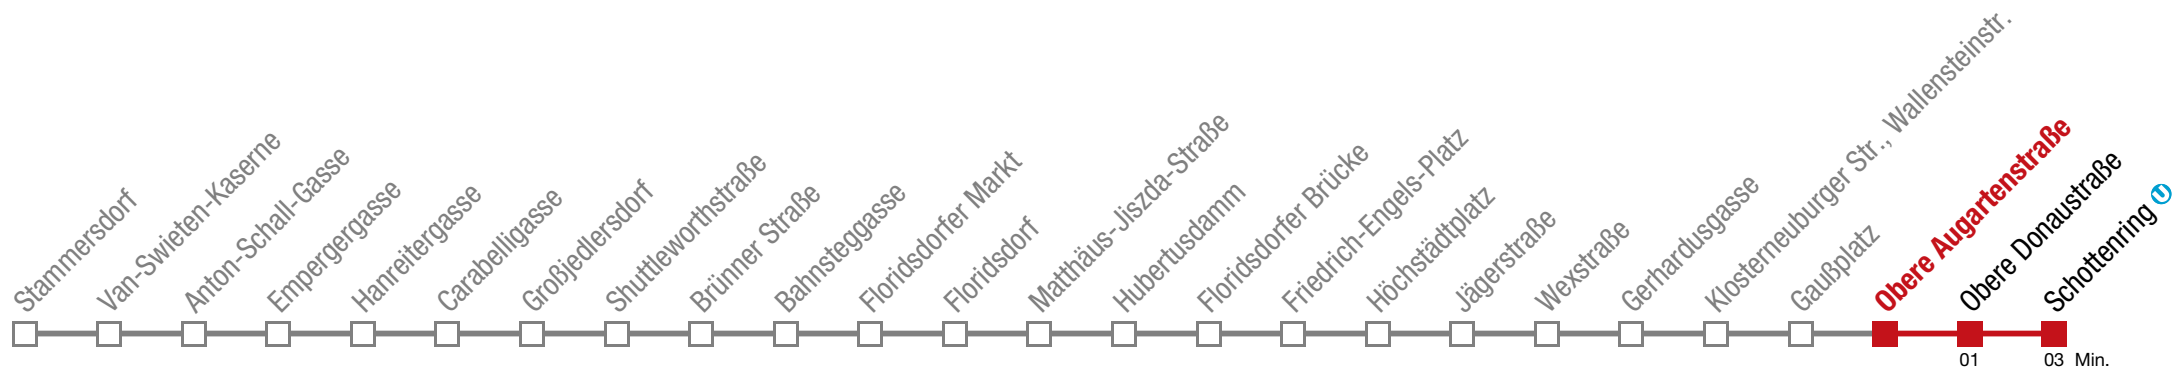 Stammersdorf
Van-Swieten-Kaserne
Anton-Schall-Gasse
Empergergasse
Hanreitergasse
Carabelligasse
Großjedlersdorf
Shuttleworthstraße
Brünner Straße
Bahnsteggasse
Floridsdorfer Markt
Floridsdorf
Matthäus-Jiszda-Straße
Hubertusdamm
Floridsdorfer Brücke
Friedrich-Engels-Platz
Höchstädtplatz
Jägerstraße
Wexstraße
Gerhardusgasse
Klosterneuburger Str., Wallensteinstr.
Gaußplatz
Obere Augartenstraße
Obere Donaustraße
Schottenring U
01 03 Min.